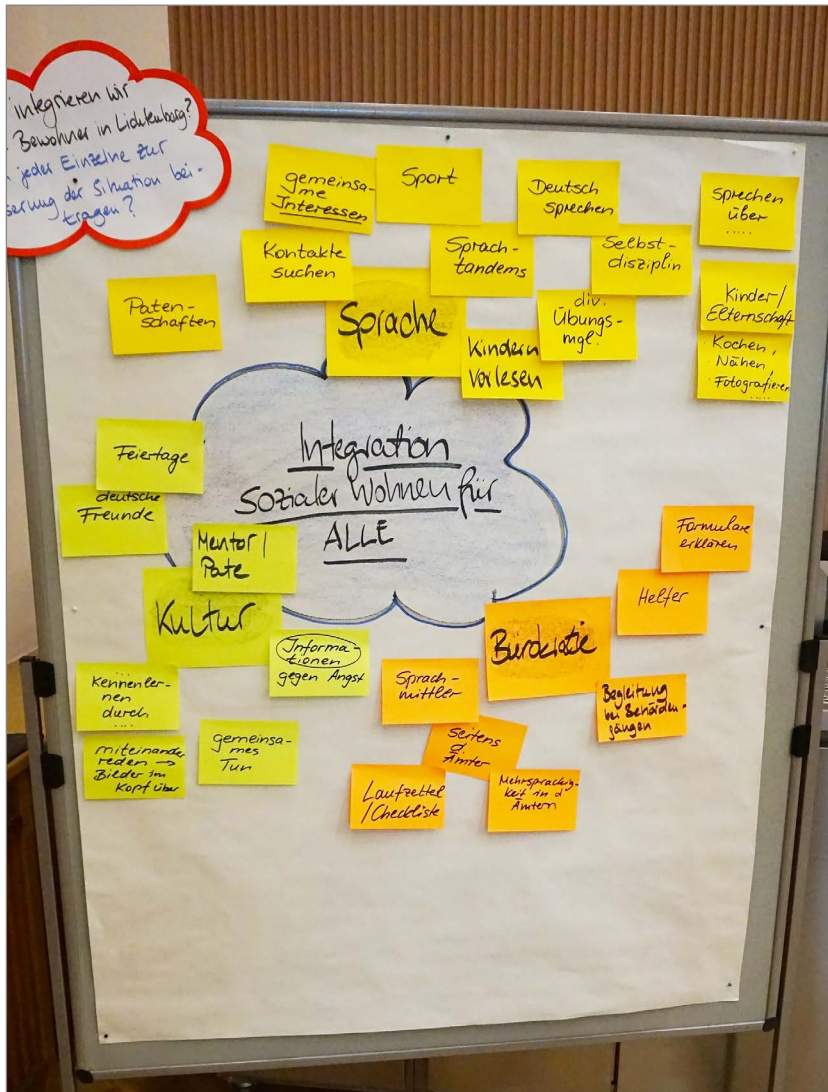 integrieren wir
Bewohner in Lichtenberg?
jeder Einzelne zur
serung der Situation bei-
tragen?
gemeinsa-
me
Interessen
Sport
Deutsch
sprechen
Sprechen
über
....
Kontakte
suchen
Sprach-
tandems
Selbst-
disziplin
Paten-
schaften
Sprache
div.
Übungs-
mgl.
Kinder/
Elternschaft
Kindern
vorlesen
Kochen,
Nähen,
Fotografieren
....
Integration
Sozialer Wohnen für
ALLE
Feiertage
deutsche
Freunde
Mentor/
Pate
Kultur
Informa-
tionen
gegen Angst
Kennenler-
nen
durch
....
miteinander
reden →
Bilder im
Kopf über
gemeinsa-
mes
Tun
Formulare
erklären
Helfer
Bürokratie
Sprach-
mittler
Begleitung
bei Behörden-
gängen
Seitens
d.
Ämter
Laufzettel
/Checkliste
Mehrsprachig-
keit in d
Ämtern